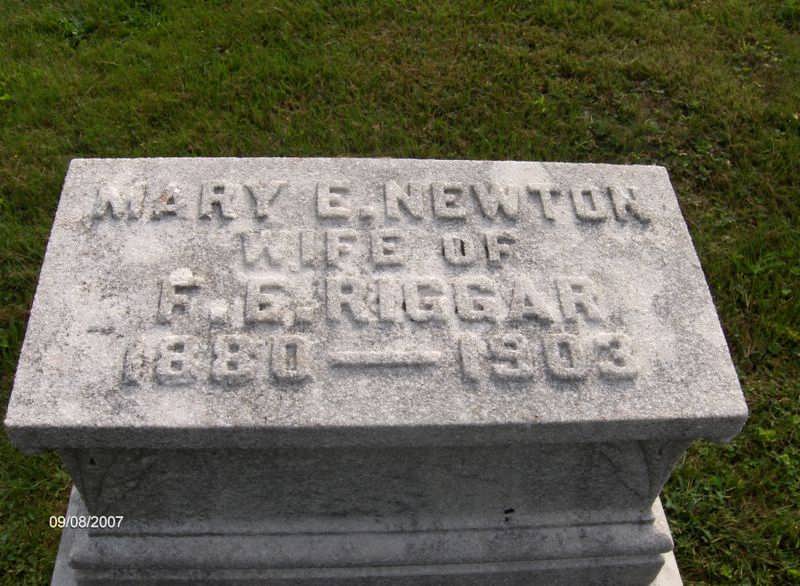 MARY E. NEWTON
WIFE OF
F. E. RIGGAR
1880 — 1903
09/08/2007